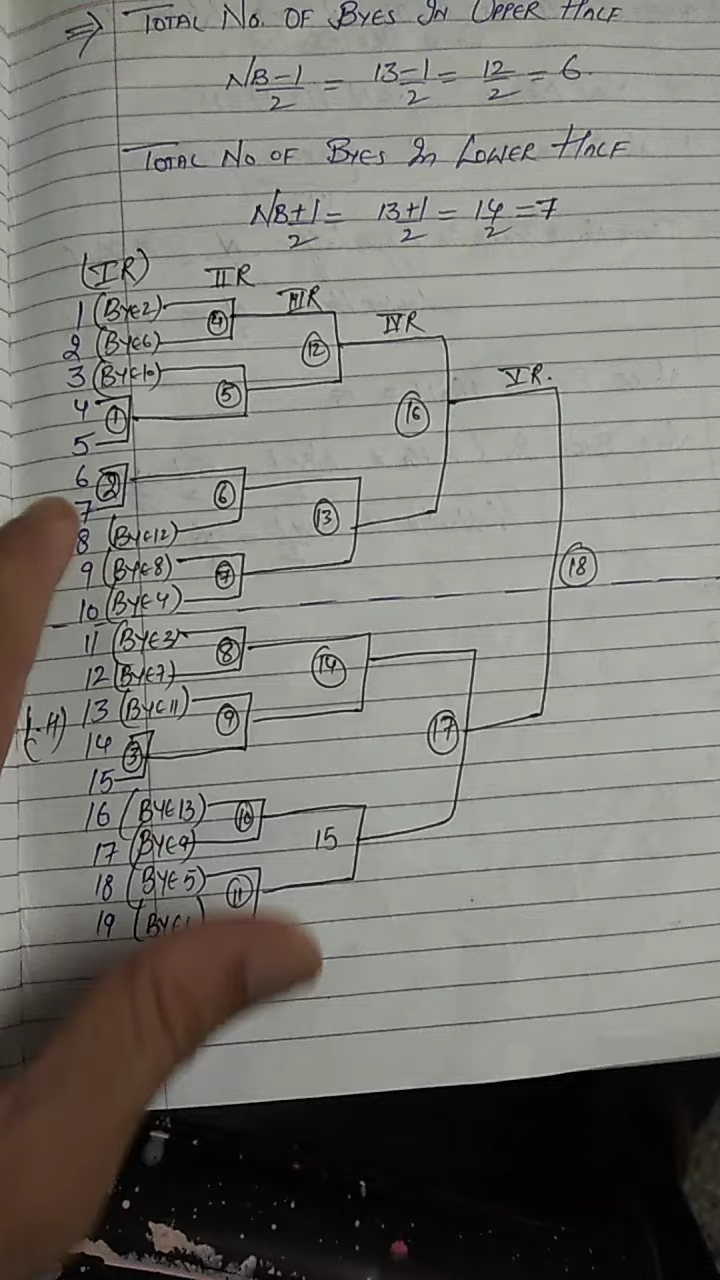 ⇒ TOTAL NO. OF BYES IN UPPER HALF
NB-1/2 = 13-1/2 = 12/2 = 6.
TOTAL NO OF BYES In LOWER HALF
NB+1/2 = 13+1/2 = 14/2 = 7
(IR) IIR
IIIR
IVR
VR.
1 (BYE2)
4
2 (BYE6)
12
3 (BYE10)
5
4
1
16
5
6
2
6
7
13
8 (BYE12)
9 (BYE8)
7
18
10 (BYE4)
11 (BYE3)
8
14
12 (BYE7)
13 (BYE11)
9
17
14
3
15
16 (BYE13)
10
17 (BYE9)
15
18 (BYE5)
11
19 (BYE1